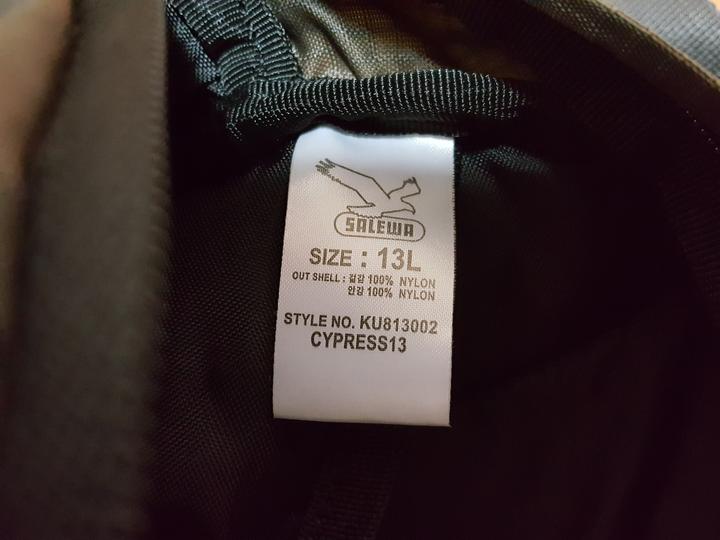 SALEWA
SIZE : 13L
OUT SHELL : 겉감 100% NYLON
안감 100% NYLON
STYLE NO. KU813002
CYPRESS13